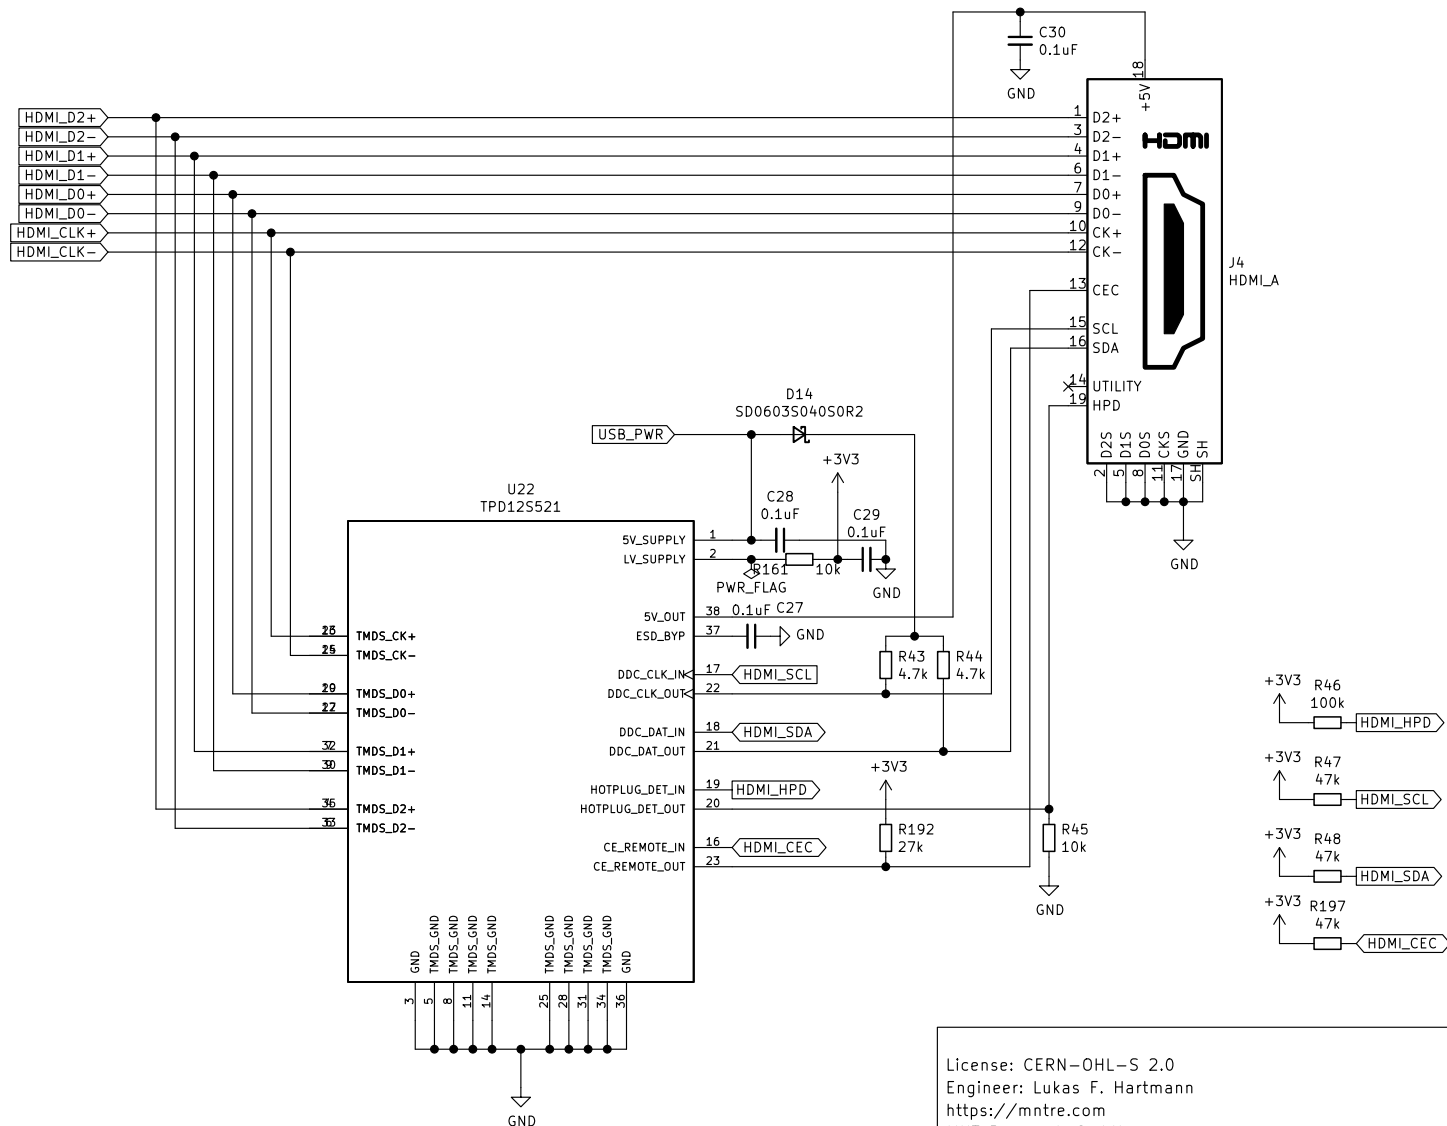 C30
0.1uF
GND
18
+5V
HDMI_D2+
HDMI_D2-
HDMI_D1+
HDMI_D1-
HDMI_D0+
HDMI_D0-
HDMI_CLK+
HDMI_CLK-
1 D2+
3 D2-
4 D1+
6 D1-
7 D0+
9 D0-
10 CK+
12 CK-
13 CEC
15 SCL
16 SDA
14 UTILITY
19 HPD
HDMI
J4
HDMI_A
D2S
D1S
D0S
CKS
GND
SH
2
5
8
11
17
SH
GND
D14
SD0603S040S0R2
USB_PWR
+3V3
C28
0.1uF
C29
0.1uF
R161
10k
PWR_FLAG
GND
U22
TPD12S521
5V_SUPPLY 1
LV_SUPPLY 2
5V_OUT 38
ESD_BYP 37
0.1uF C27
GND
DDC_CLK_IN 17 HDMI_SCL
DDC_CLK_OUT 22
DDC_DAT_IN 18 HDMI_SDA
DDC_DAT_OUT 21
HOTPLUG_DET_IN 19 HDMI_HPD
HOTPLUG_DET_OUT 20
CE_REMOTE_IN 16 HDMI_CEC
CE_REMOTE_OUT 23
R43
4.7k
R44
4.7k
+3V3
R192
27k
R45
10k
GND
TMDS_CK+
TMDS_CK-
TMDS_D0+
TMDS_D0-
TMDS_D1+
TMDS_D1-
TMDS_D2+
TMDS_D2-
GND
TMDS_GND
TMDS_GND
TMDS_GND
TMDS_GND
TMDS_GND
TMDS_GND
TMDS_GND
TMDS_GND
GND
3
5
8
11
14
25
28
31
34
36
GND
+3V3
R46
100k
HDMI_HPD
+3V3
R47
47k
HDMI_SCL
+3V3
R48
47k
HDMI_SDA
+3V3
R197
47k
HDMI_CEC
License: CERN-OHL-S 2.0
Engineer: Lukas F. Hartmann
https://mntre.com